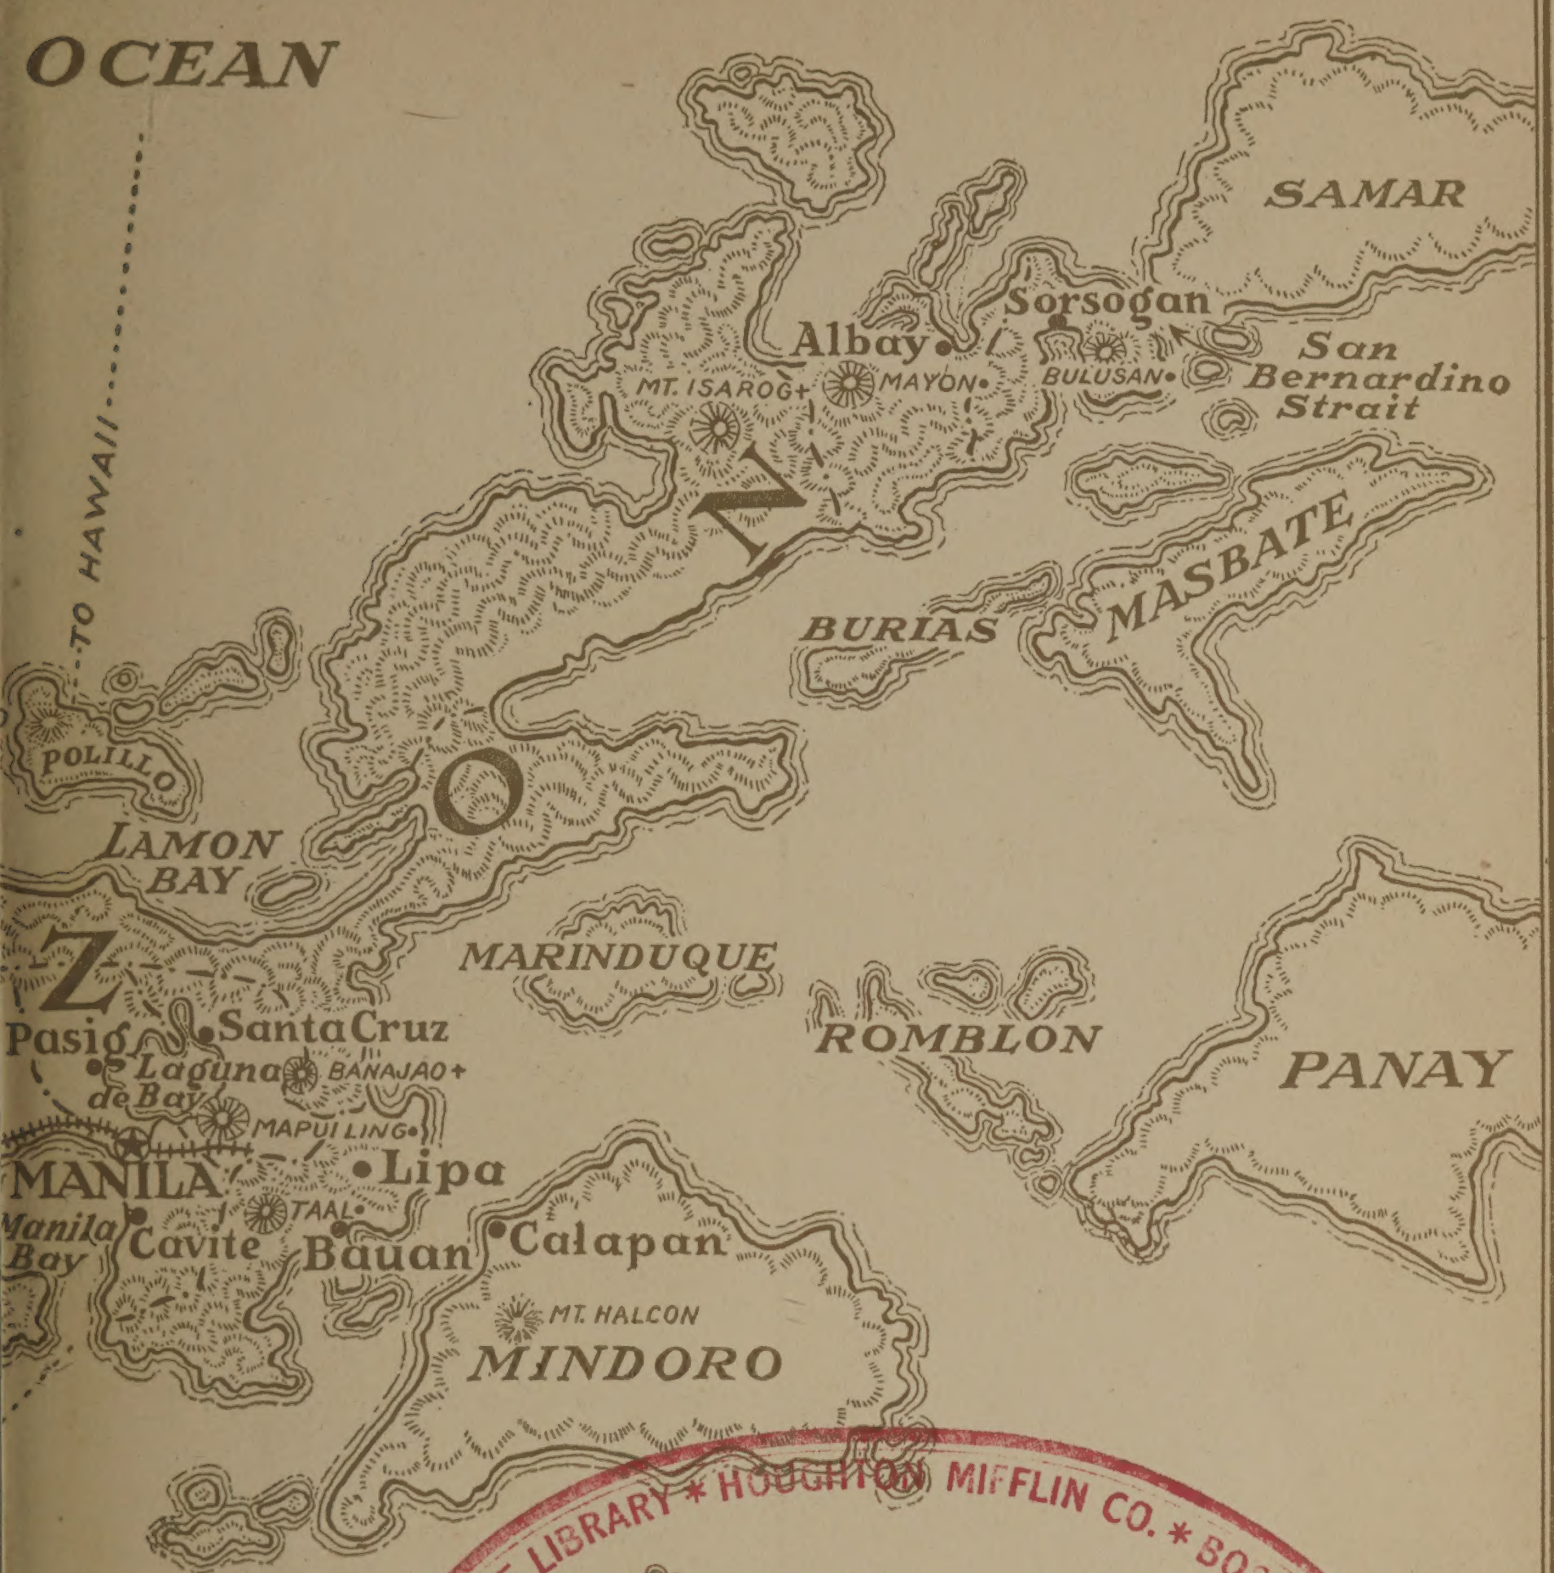 OCEAN
TO HAWAII
SAMAR
Sorsogan
Albay
San
Bernardino
Strait
MT. ISAROG
MAYON
BULUSAN
N
MASBATE
BURIAS
POLILLO
O
LAMON
BAY
Z
MARINDUQUE
ROMBLON
PANAY
Pasig
Santa Cruz
Laguna
de Bay
BANAJAO
MAPUILING
MANILA
Lipa
TAAL
Manila
Bay
Cavite
Bauan
Calapan
MT. HALCON
MINDORO
LIBRARY * HOUGHTON MIFFLIN CO. *